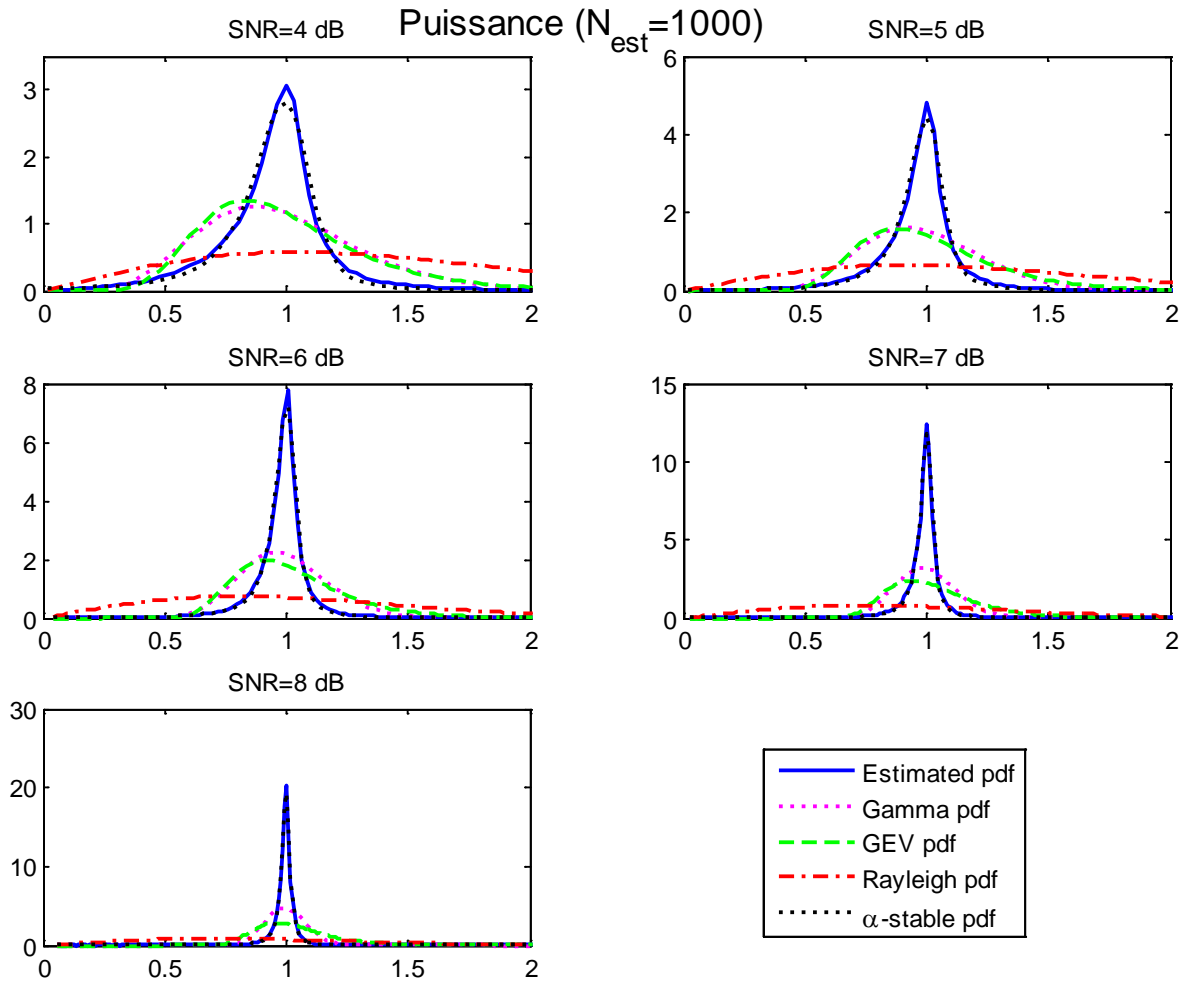 Puissance (N_est=1000)
SNR=4 dB
3
2
1
0
0 0.5 1 1.5 2
SNR=5 dB
6
4
2
0
0 0.5 1 1.5 2
SNR=6 dB
8
6
4
2
0
0 0.5 1 1.5 2
SNR=7 dB
15
10
5
0
0 0.5 1 1.5 2
SNR=8 dB
30
20
10
0
0 0.5 1 1.5 2
Estimated pdf
Gamma pdf
GEV pdf
Rayleigh pdf
α-stable pdf